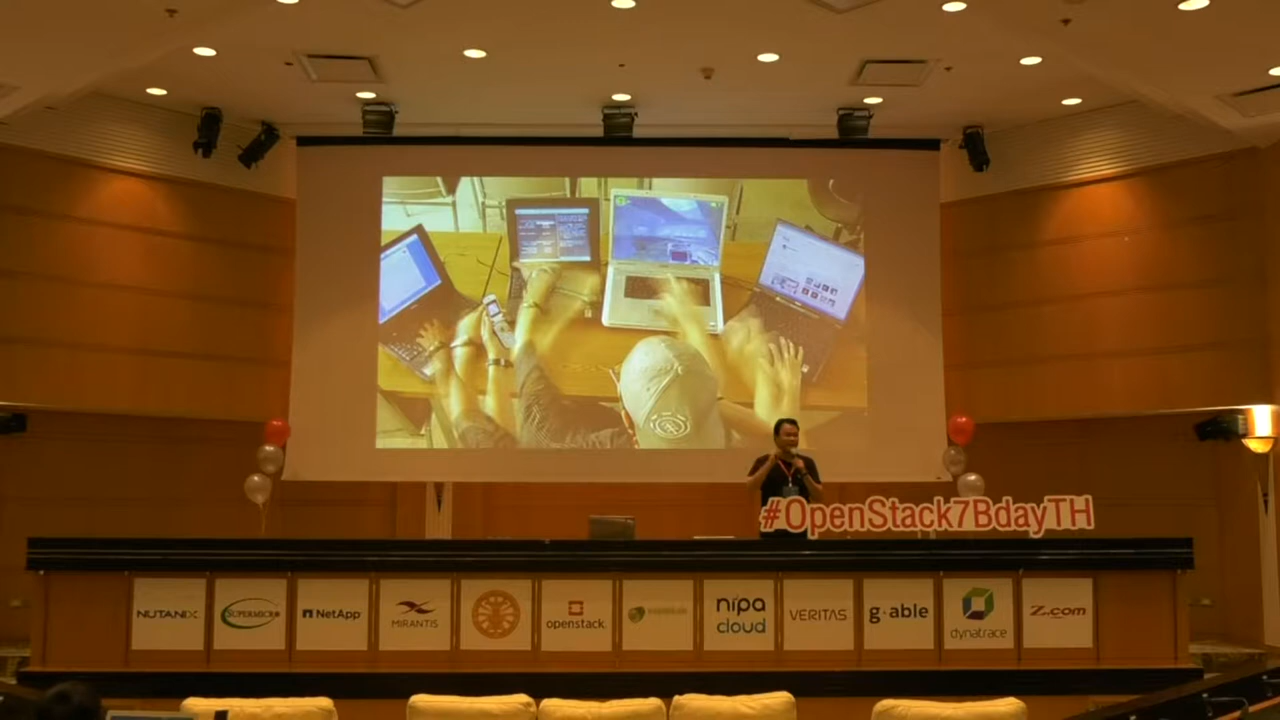 #OpenStack7BdayTH
NUTANIX
SUPERMICRO
NetApp
MIRANTIS
openstack.
nipa
cloud
VERITAS
g·able
dynatrace
Z.com